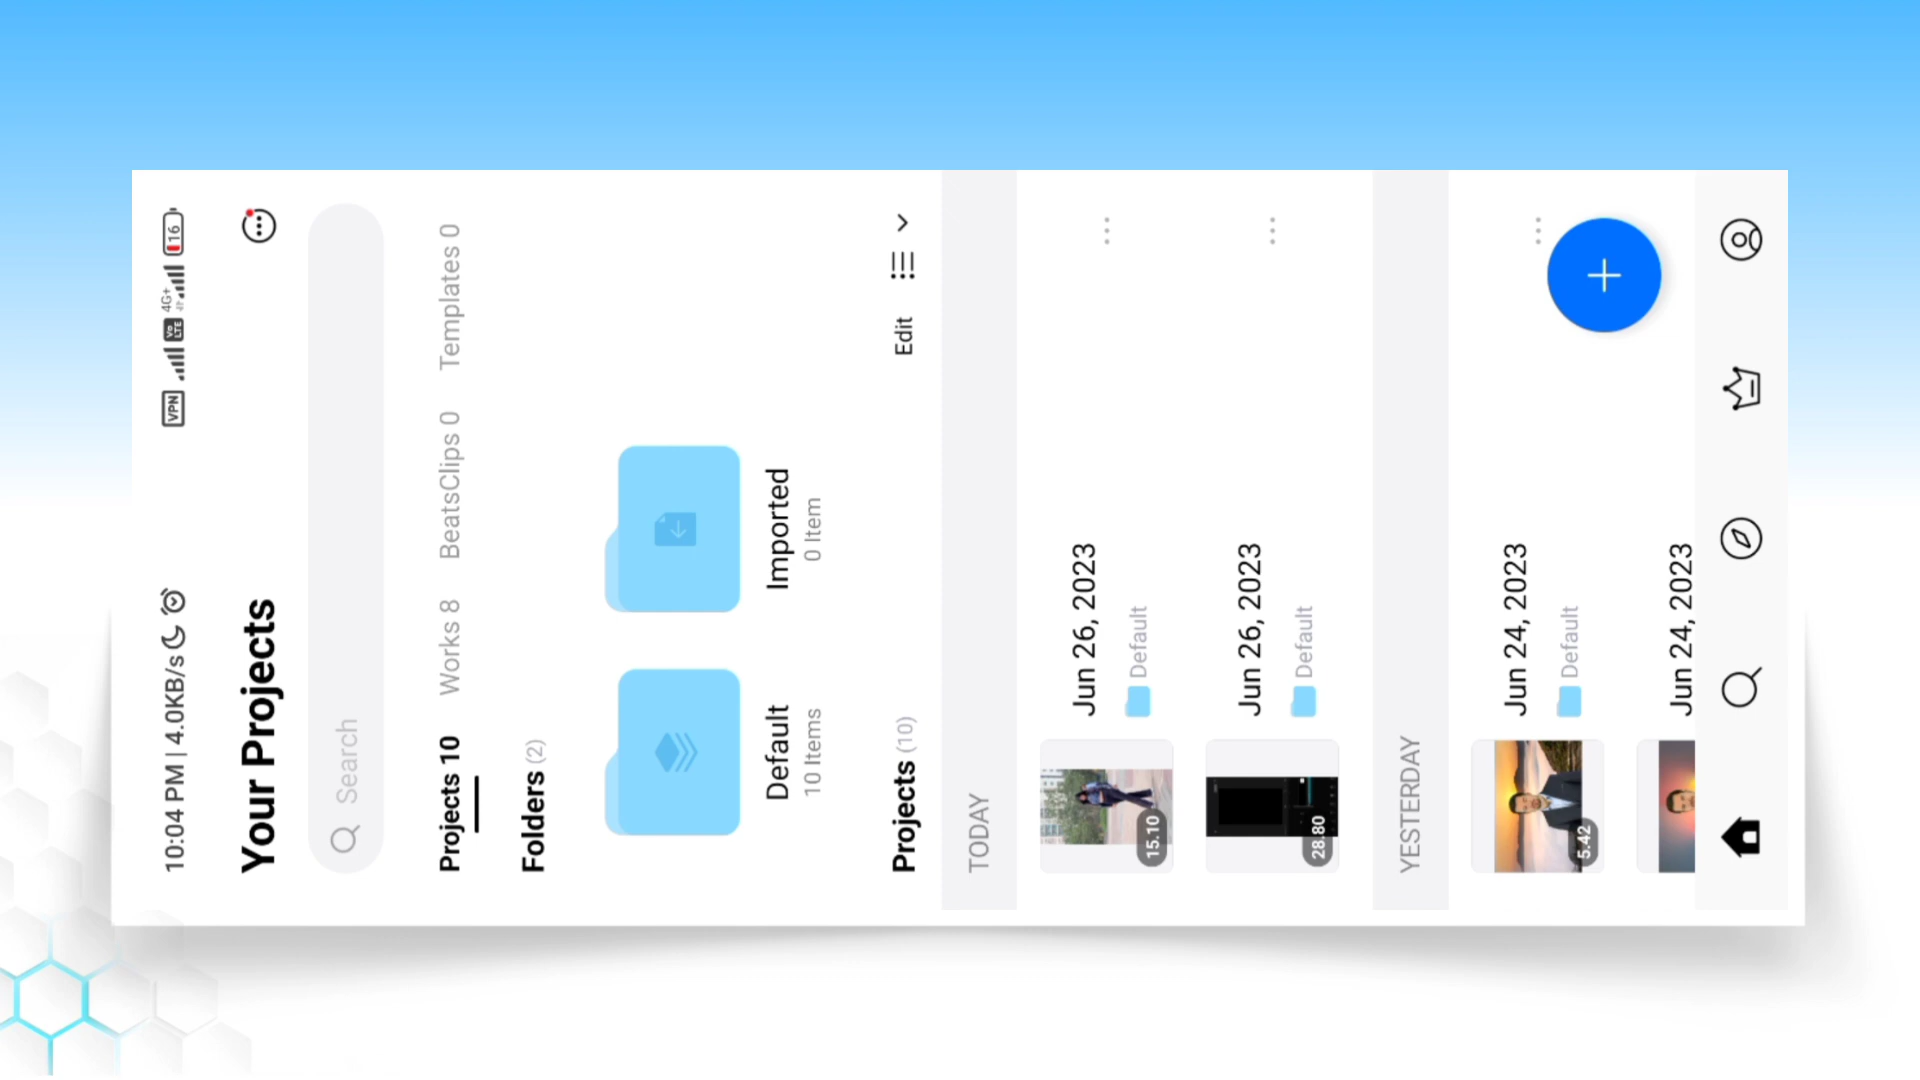 10:04 PM | 4.0KB/s VPN Vo LTE 4G+ 16
Your Projects
Search
Projects 10 Works 8 BeatsClips 0 Templates 0
Folders (2)
Default Imported
10 Items 0 Item
Projects (10) Edit
TODAY
Jun 26, 2023
Default
15.10
Jun 26, 2023
Default
28.80
YESTERDAY
Jun 24, 2023
Default
5.42
Jun 24, 2023